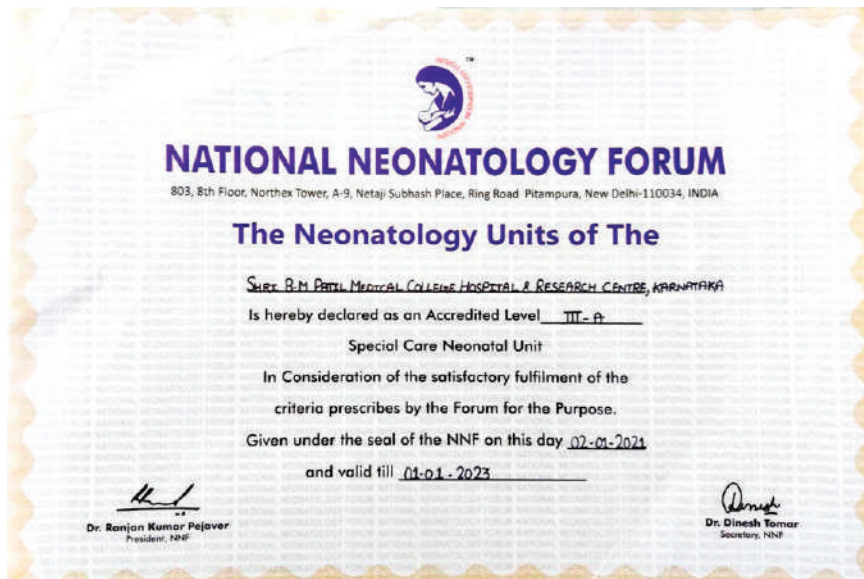 TM
NATIONAL NEONATOLOGY FORUM
803, 8th Floor, Northex Tower, A-9, Netaji Subhash Place, Ring Road Pitampura, New Delhi-110034, INDIA
The Neonatology Units of The
SHRI B.M PATIL MEDICAL COLLEGE HOSPITAL & RESEARCH CENTRE, KARNATAKA
Is hereby declared as an Accredited Level III-A
Special Care Neonatal Unit
In Consideration of the satisfactory fulfilment of the
criteria prescribes by the Forum for the Purpose.
Given under the seal of the NNF on this day 02-01-2021
and valid till 01-01-2023
Dr. Ranjan Kumar Pejaver
President, NNF
Dr. Dinesh Tomar
Secretary, NNF